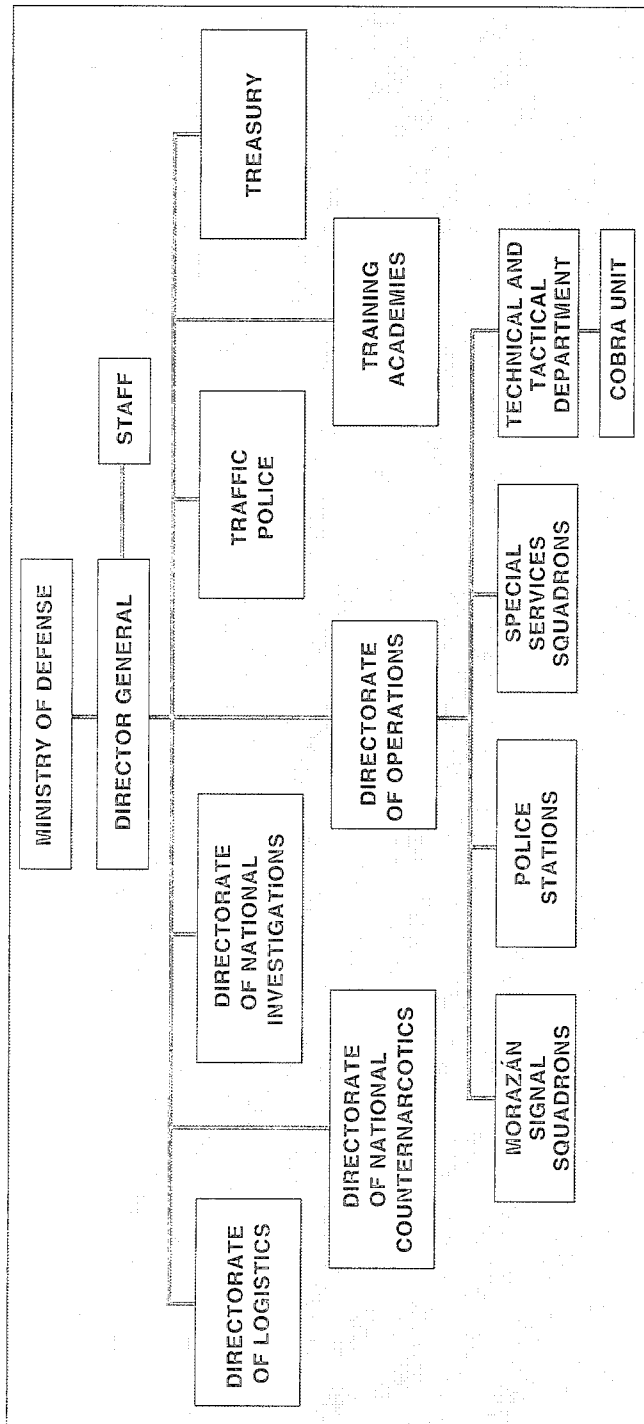 MINISTRY OF DEFENSE
DIRECTOR GENERAL
STAFF
DIRECTORATE
OF LOGISTICS
DIRECTORATE
OF NATIONAL
INVESTIGATIONS
TRAFFIC
POLICE
TREASURY
DIRECTORATE
OF NATIONAL
COUNTERNARCOTICS
DIRECTORATE
OF OPERATIONS
TRAINING
ACADEMIES
MORAZÁN
SIGNAL
SQUADRONS
POLICE
STATIONS
SPECIAL
SERVICES
SQUADRONS
TECHNICAL AND
TACTICAL
DEPARTMENT
COBRA UNIT